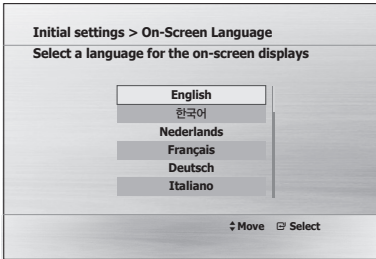 Initial settings > On-Screen Language
Select a language for the on-screen displays
English
한국어
Nederlands
Français
Deutsch
Italiano
Move Select